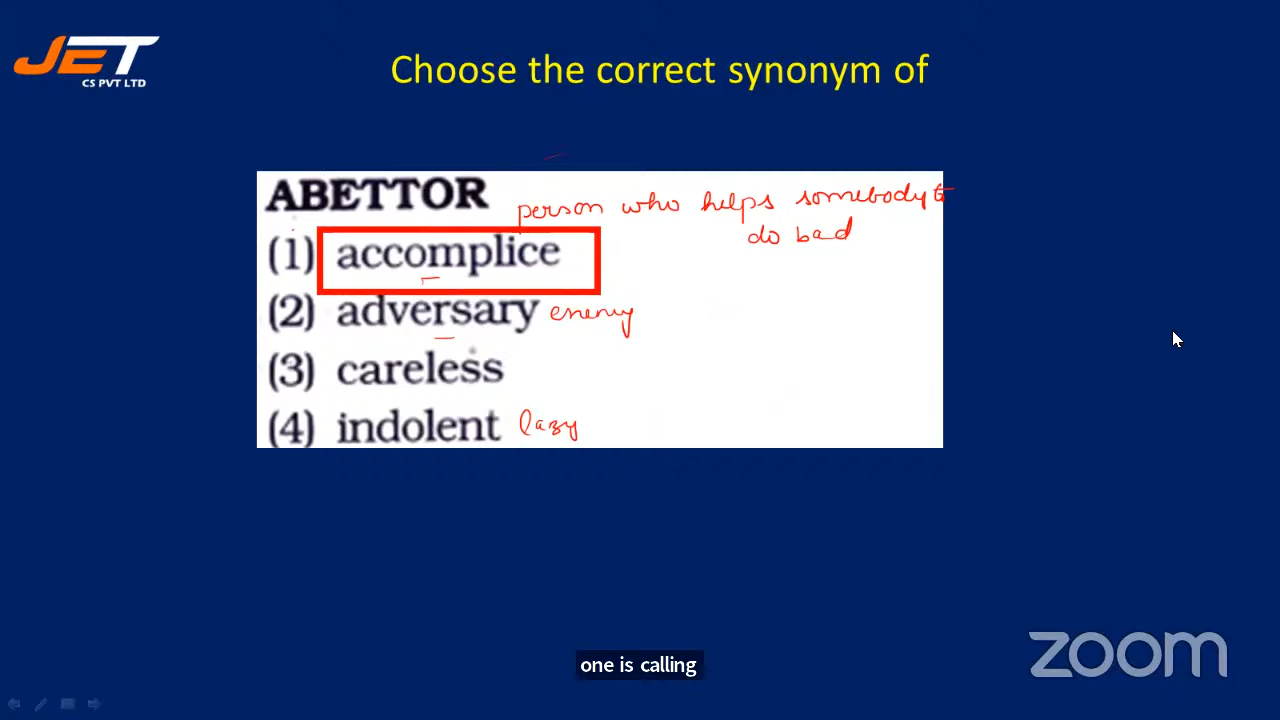 JET
CS PVT LTD
Choose the correct synonym of
ABETTOR
person who helps somebody to
do bad
(1) accomplice
(2) adversary enemy
(3) careless
(4) indolent lazy
one is calling
zoom